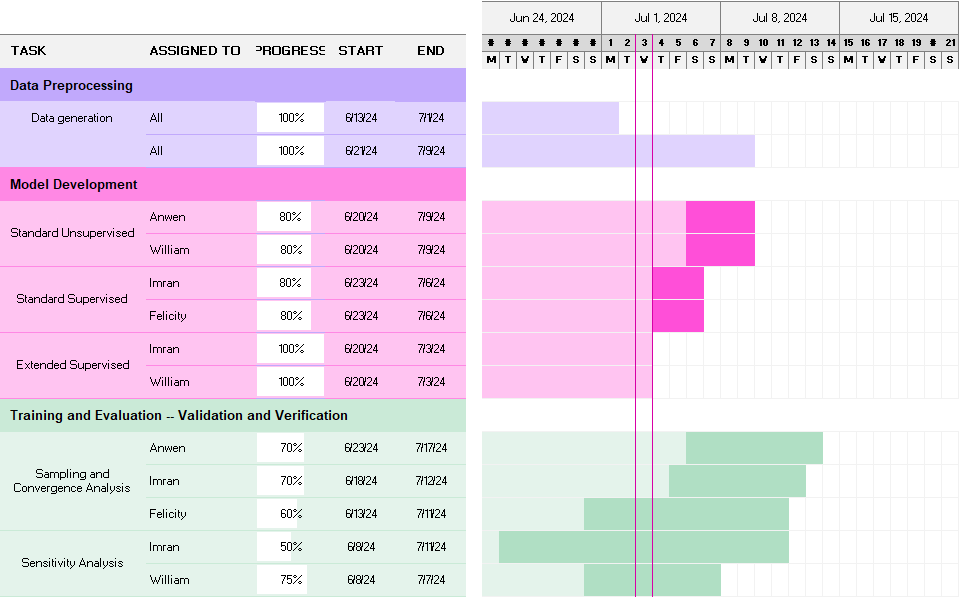 Jun 24, 2024 Jul 1, 2024 Jul 8, 2024 Jul 15, 2024
TASK ASSIGNED TO PROGRESS START END # # # # # # # 1 2 3 4 5 6 7 8 9 10 11 12 13 14 15 16 17 18 19 # 21
M T W T F S S M T W T F S S M T W T F S S M T W T F S S
Data Preprocessing
Data generation All 100% 6/13/24 7/1/24
All 100% 6/21/24 7/9/24
Model Development
Anwen 80% 6/20/24 7/9/24
Standard Unsupervised
William 80% 6/20/24 7/9/24
Imran 80% 6/23/24 7/6/24
Standard Supervised
Felicity 80% 6/23/24 7/6/24
Imran 100% 6/20/24 7/3/24
Extended Supervised
William 100% 6/20/24 7/3/24
Training and Evaluation -- Validation and Verification
Anwen 70% 6/23/24 7/17/24
Sampling and
Imran 70% 6/18/24 7/12/24
Convergence Analysis
Felicity 60% 6/13/24 7/11/24
Imran 50% 6/8/24 7/11/24
Sensitivity Analysis
William 75% 6/8/24 7/7/24